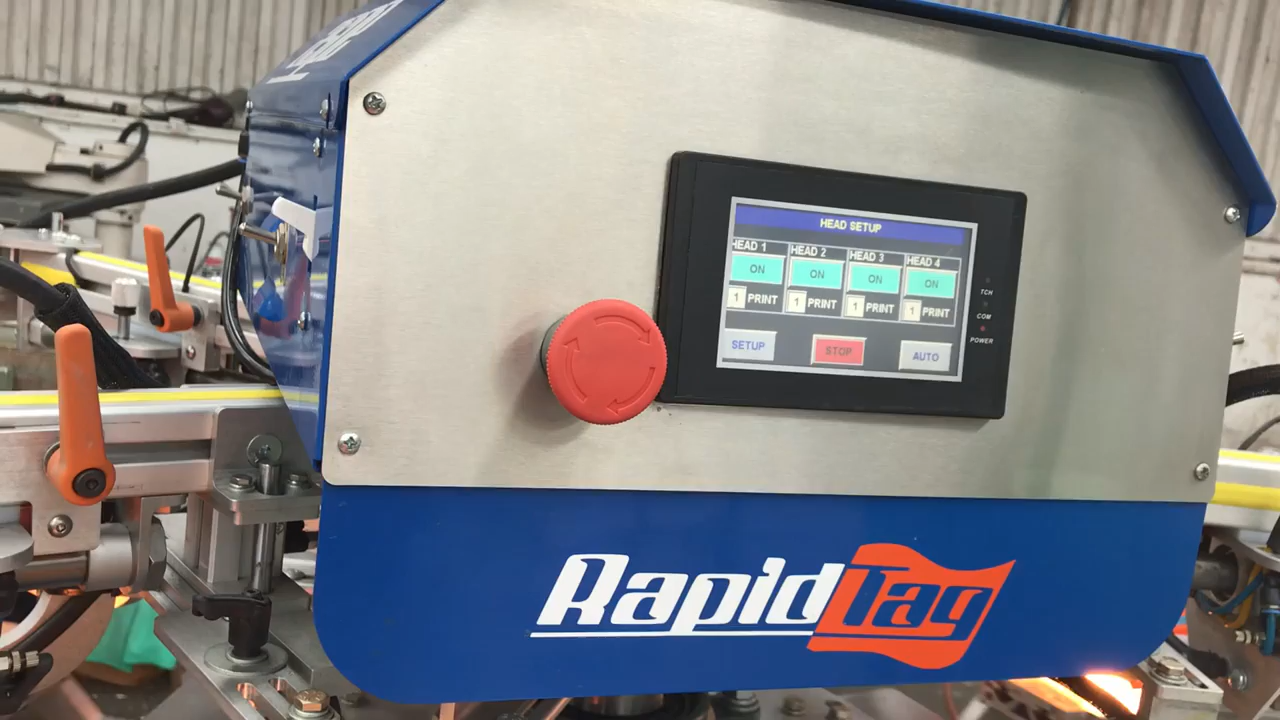 HEAD SETUP
HEAD 1 HEAD 2 HEAD 3 HEAD 4
ON ON ON ON
1 PRINT 1 PRINT 1 PRINT 1 PRINT
SETUP STOP AUTO
TCH
COM
POWER
RapidTag